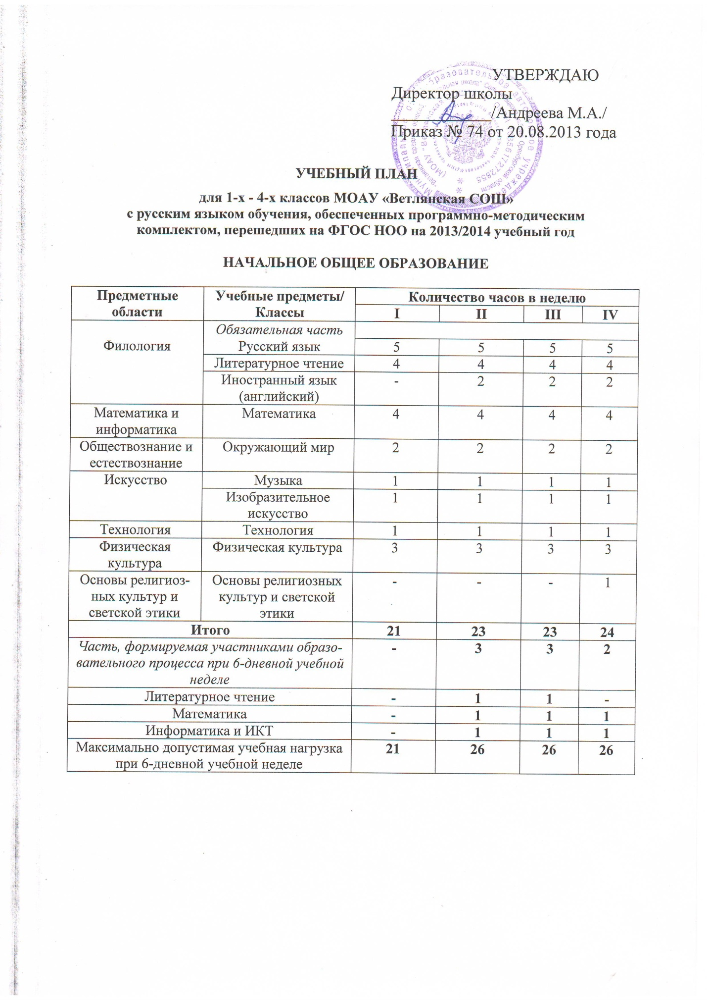 УТВЕРЖДАЮ
Директор школы
/Андреева М.А./
Приказ № 74 от 20.08.2013 года
УЧЕБНЫЙ ПЛАН
для 1-х - 4-х классов МОАУ «Ветлянская СОШ»
с русским языком обучения, обеспеченных программно-методическим
комплектом, перешедших на ФГОС НОО на 2013/2014 учебный год
НАЧАЛЬНОЕ ОБЩЕЕ ОБРАЗОВАНИЕ
Предметные области Учебные предметы/ Классы Количество часов в неделю
I II III IV
Обязательная часть
Филология Русский язык 5 5 5 5
Литературное чтение 4 4 4 4
Иностранный язык - 2 2 2
(английский)
Математика и Математика 4 4 4 4
информатика
Обществознание и Окружающий мир 2 2 2 2
естествознание
Искусство Музыка 1 1 1 1
Изобразительное 1 1 1 1
искусство
Технология Технология 1 1 1 1
Физическая Физическая культура 3 3 3 3
культура
Основы религиоз- Основы религиозных - - - 1
ных культур и культур и светской
светской этики этики
Итого 21 23 23 24
Часть, формируемая участниками образо- - 3 3 2
вательного процесса при 6-дневной учебной
неделе
Литературное чтение - 1 1 -
Математика - 1 1 1
Информатика и ИКТ - 1 1 1
Максимально допустимая учебная нагрузка 21 26 26 26
при 6-дневной учебной неделе